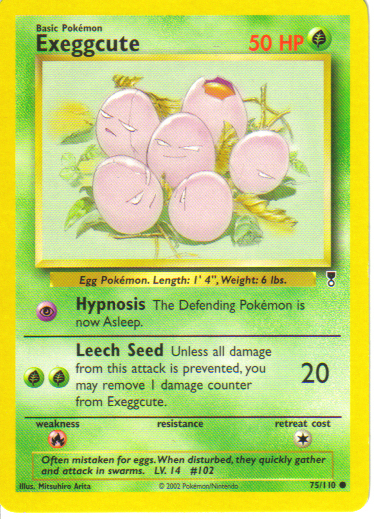 Basic Pokémon
Exeggcute 50 HP
Egg Pokémon. Length: 1' 4", Weight: 6 lbs.
Hypnosis The Defending Pokémon is
now Asleep.
Leech Seed Unless all damage
from this attack is prevented, you
may remove 1 damage counter
from Exeggcute.
20
weakness resistance retreat cost
Often mistaken for eggs. When disturbed, they quickly gather
and attack in swarms. LV. 14 #102
Illus. Mitsuhiro Arita © 2002 Pokémon/Nintendo 75/110